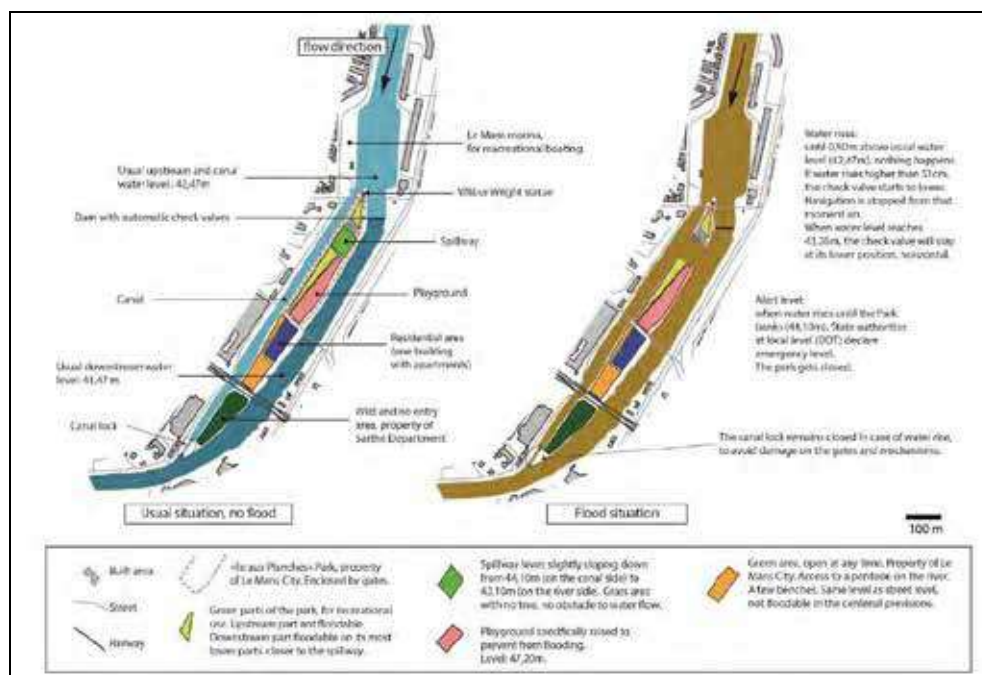 flow direction
Le Mans marina,
for recreational boating
Usual upstream and canal
water level: 42,47m
Wilbur Wright statue
Dam with automatic check valves
Spillway
Canal
Playground
Residential area
(one building
with apartments)
Usual downstream water
level: 41,47 m
Canal lock
Wild and no entry
area, property of
Sarthe Department
Usual situation, no flood
Water rises:
above usual water
level (42,47m), nothing happens.
If water rises higher than 51cm,
the check valve starts to lower.
Navigation is stopped from that
moment on.
When water level reaches
the check valve will stay
at its lower position, horizontal.
Alert level:
when water rises until the Park
banks (44,10m), State authorities
at local level (DDT) declare
emergency level.
The park gets closed.
The canal lock remains closed in case of water rise,
to avoid damage on the gates and mechanisms.
Flood situation
100 m
Built area
Street
Railway
«Ile aux Planches» Park, property
of Le Mans City. Enclosed by gates.
Green parts of the park, for recreational
use. Upstream part not floodable.
Downstream part floodable on its most
lower parts closer to the spillway.
Spillway level: slightly sloping down
from 44,10m (on the canal side) to
42,10m (on the river side). Grass area
with no tree, no obstacle to water flow.
Playground specifically raised to
prevent from flooding.
Level: 47,20m.
Green area, open at any time. Property of Le
Mans City. Access to a pontoon on the river.
A few benches. Same level as street level,
not floodable in the centenal previsions.